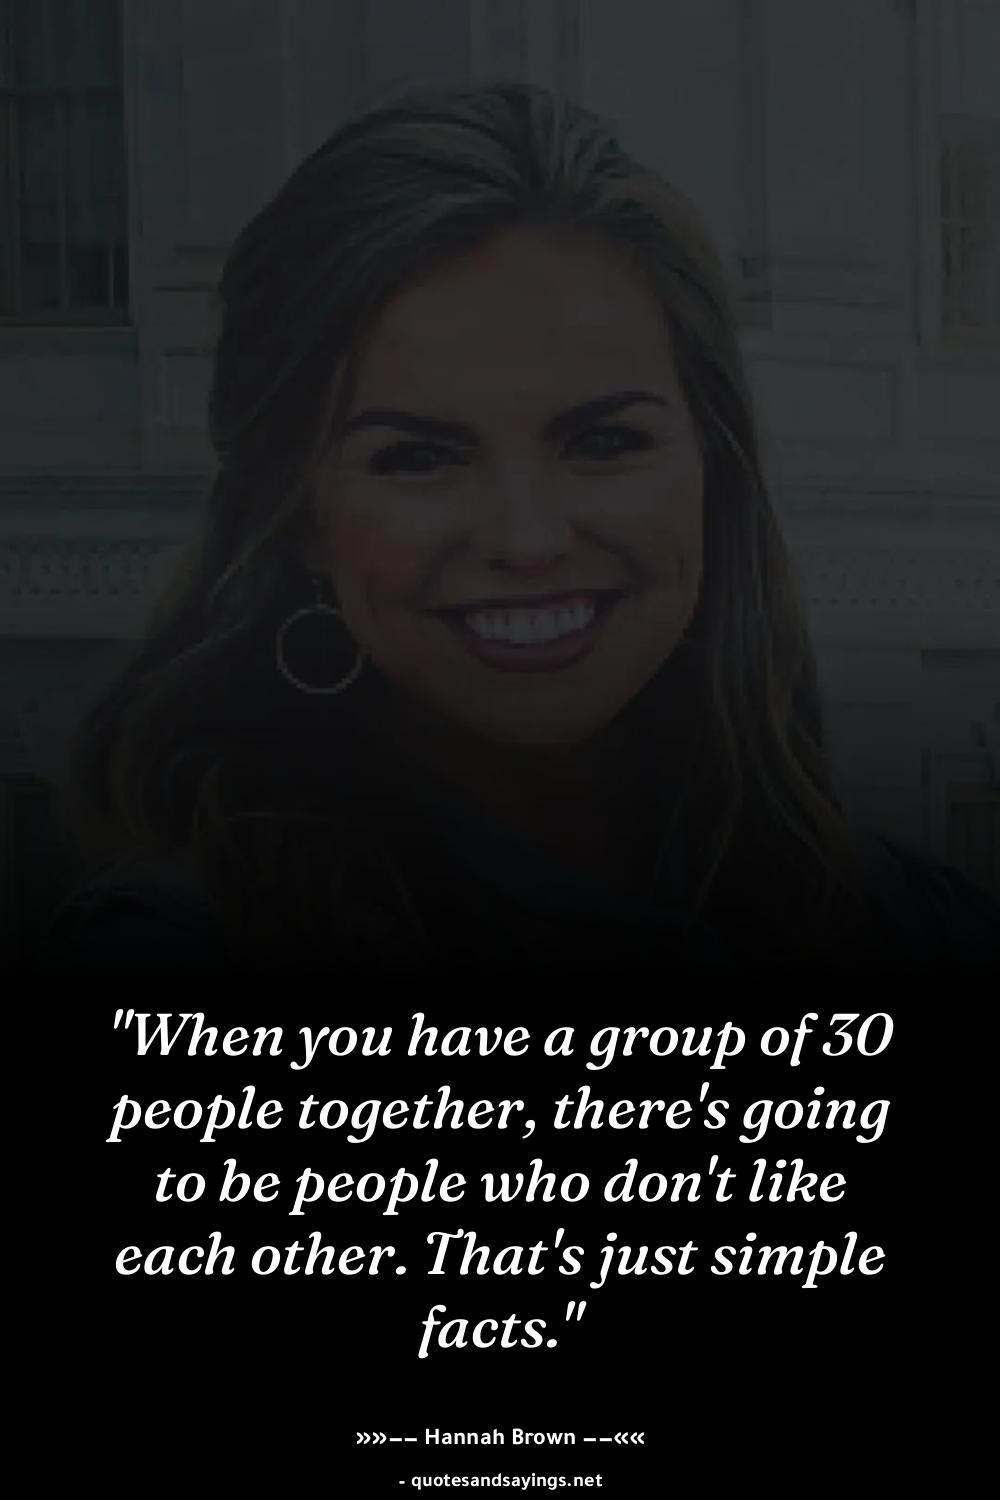 "When you have a group of 30
people together, there's going
to be people who don't like
each other. That's just simple
facts."
»»–– Hannah Brown ––««
- quotesandsayings.net